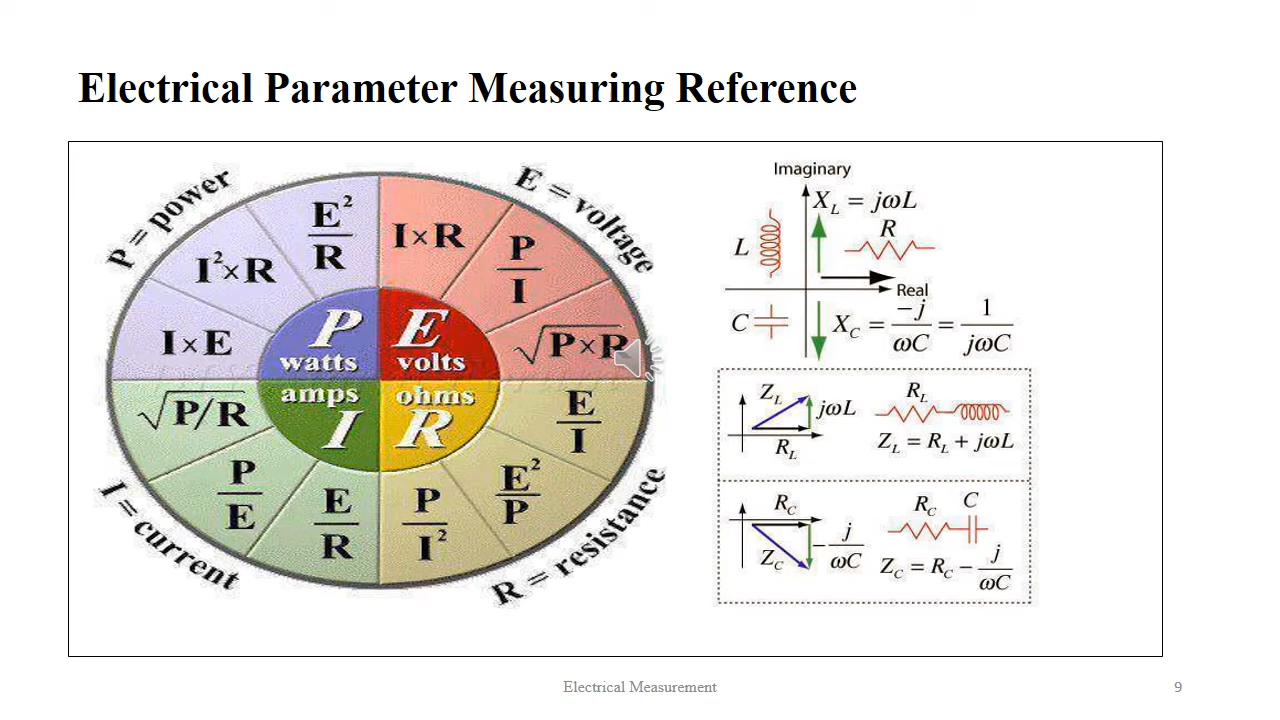 Electrical Parameter Measuring Reference
P = power
E = voltage
I = current
R = resistance
P
watts
E
volts
amps
I
ohms
R
I×E
I²×R
E²/R
I×R
P/I
√P×R
E/I
E²/P
P/I²
E/R
P/E
√P/R
Imaginary
X_L = jωL
R
L
Real
C
X_C = -j/ωC = 1/jωC
Z_L
jωL
R_L
R_L
Z_L = R_L + jωL
R_C
Z_C
-j/ωC
R_C
C
Z_C = R_C - j/ωC
Electrical Measurement
9